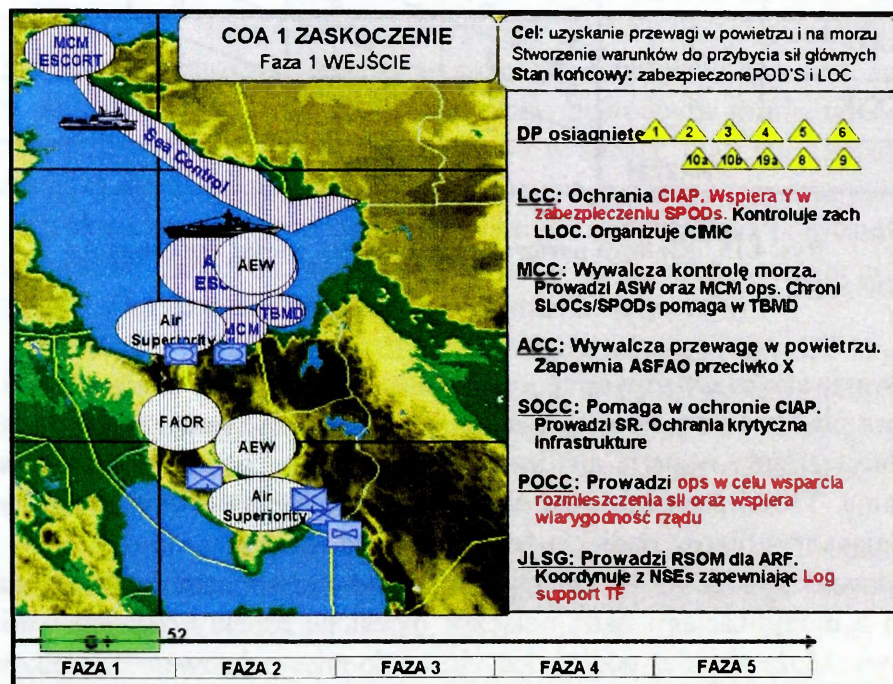 COA 1 ZASKOCZENIE
Faza 1 WEJŚCIE
Cel: uzyskanie przewagi w powietrzu i na morzu
Stworzenie warunków do przybycia sił głównych
Stan końcowy: zabezpieczonePOD'S i LOC
MCM
ESCORT
Sea Control
AEW
Air
Superiority
MCM
TBMD
FAOR
AEW
Air
Superiority
DP osiągnięte 1 2 3 4 5 6
10a 10b 19a 8 9
LCC: Ochrania CIAP. Wspiera Y w
zabezpieczeniu SPODs. Kontroluje zach
LLOC. Organizuje CIMIC
MCC: Wywalcza kontrolę morza.
Prowadzi ASW oraz MCM ops. Chroni
SLOCs/SPODs pomaga w TBMD
ACC: Wywalcza przewagę w powietrzu.
Zapewnia ASFAO przeciwko X
SOCC: Pomaga w ochronie CIAP.
Prowadzi SR. Ochrania krytyczna
infrastrukture
POCC: Prowadzi ops w celu wsparcia
rozmieszczenia sił oraz wspiera
wiarygodność rządu
JLSG: Prowadzi RSOM dla ARF.
Koordynuje z NSEs zapewniając Log
support TF
G+ 52
FAZA 1 FAZA 2 FAZA 3 FAZA 4 FAZA 5